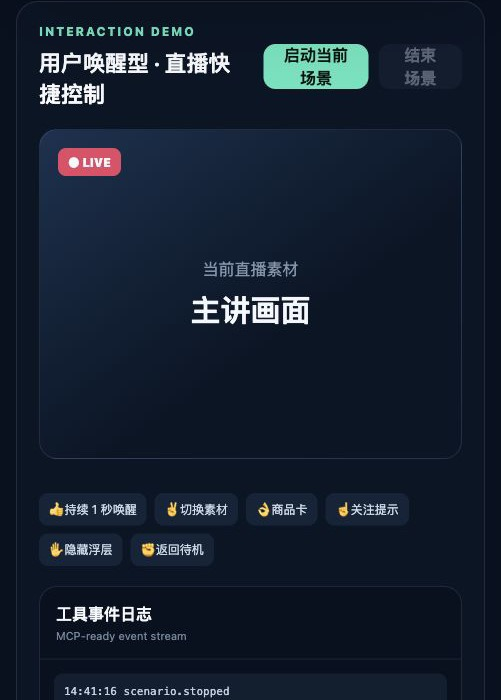 INTERACTION DEMO
用户唤醒型 · 直播快
捷控制
启动当前
场景
结束
场景
LIVE
当前直播素材
主讲画面
👍持续 1 秒唤醒
✌️切换素材
👌商品卡
☝️关注提示
✋隐藏浮层
✊返回待机
工具事件日志
MCP-ready event stream
14:41:16 scenario.stopped